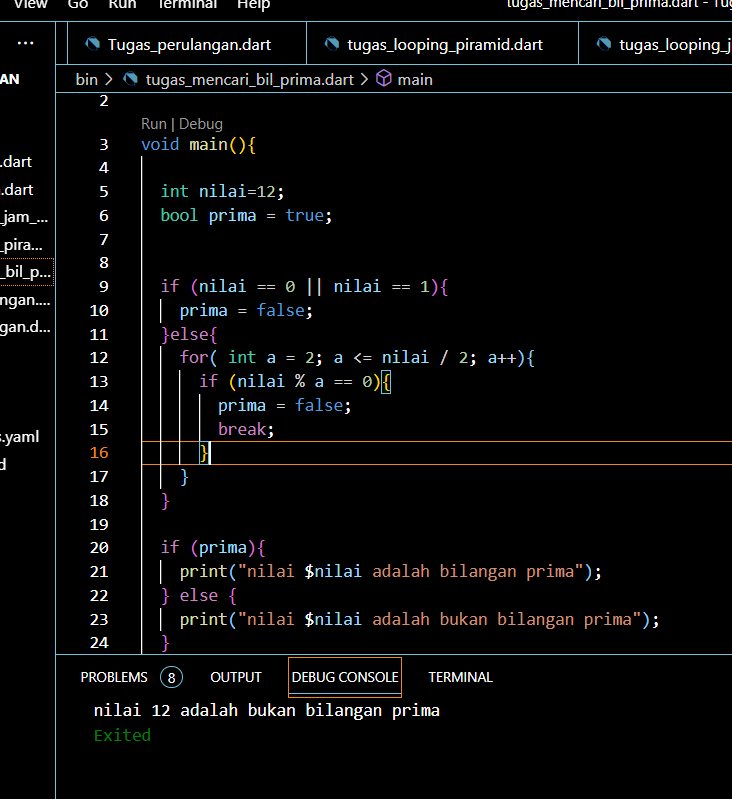 View Go Run Terminal Help tugas_mencari_bil_prima.dart - Tug
... Tugas_perulangan.dart tugas_looping_piramid.dart tugas_looping_j
AN bin > tugas_mencari_bil_prima.dart > main
2
Run | Debug
3 void main(){
4
.dart
5 int nilai=12;
.dart
6 bool prima = true;
_jam_...
7
_pira...
8
_bil_p...
9 if (nilai == 0 || nilai == 1){
ngan....
10 prima = false;
gan.d...
11 }else{
12 for( int a = 2; a <= nilai / 2; a++){
13 if (nilai % a == 0){
14 prima = false;
15 break;
s.yaml
16 }
d
17 }
18 }
19
20 if (prima){
21 print("nilai $nilai adalah bilangan prima");
22 } else {
23 print("nilai $nilai adalah bukan bilangan prima");
24 }
PROBLEMS 8 OUTPUT DEBUG CONSOLE TERMINAL
nilai 12 adalah bukan bilangan prima
Exited